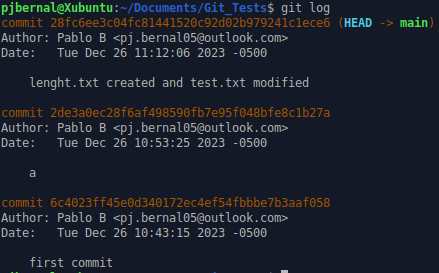 pjbernal@Xubuntu:~/Documents/Git_Tests$ git log
commit 28fc6ee3c04fc81441520c92d02b979241c1ece6 (HEAD -> main)
Author: Pablo B <pj.bernal05@outlook.com>
Date:   Tue Dec 26 11:12:06 2023 -0500
lenght.txt created and test.txt modified
commit 2de3a0ec28f6af498590fb7e95f048bfe8c1b27a
Author: Pablo B <pj.bernal05@outlook.com>
Date:   Tue Dec 26 10:53:25 2023 -0500
a
commit 6c4023ff45e0d340172ec4ef54fbbbe7b3aaf058
Author: Pablo B <pj.bernal05@outlook.com>
Date:   Tue Dec 26 10:43:15 2023 -0500
first commit